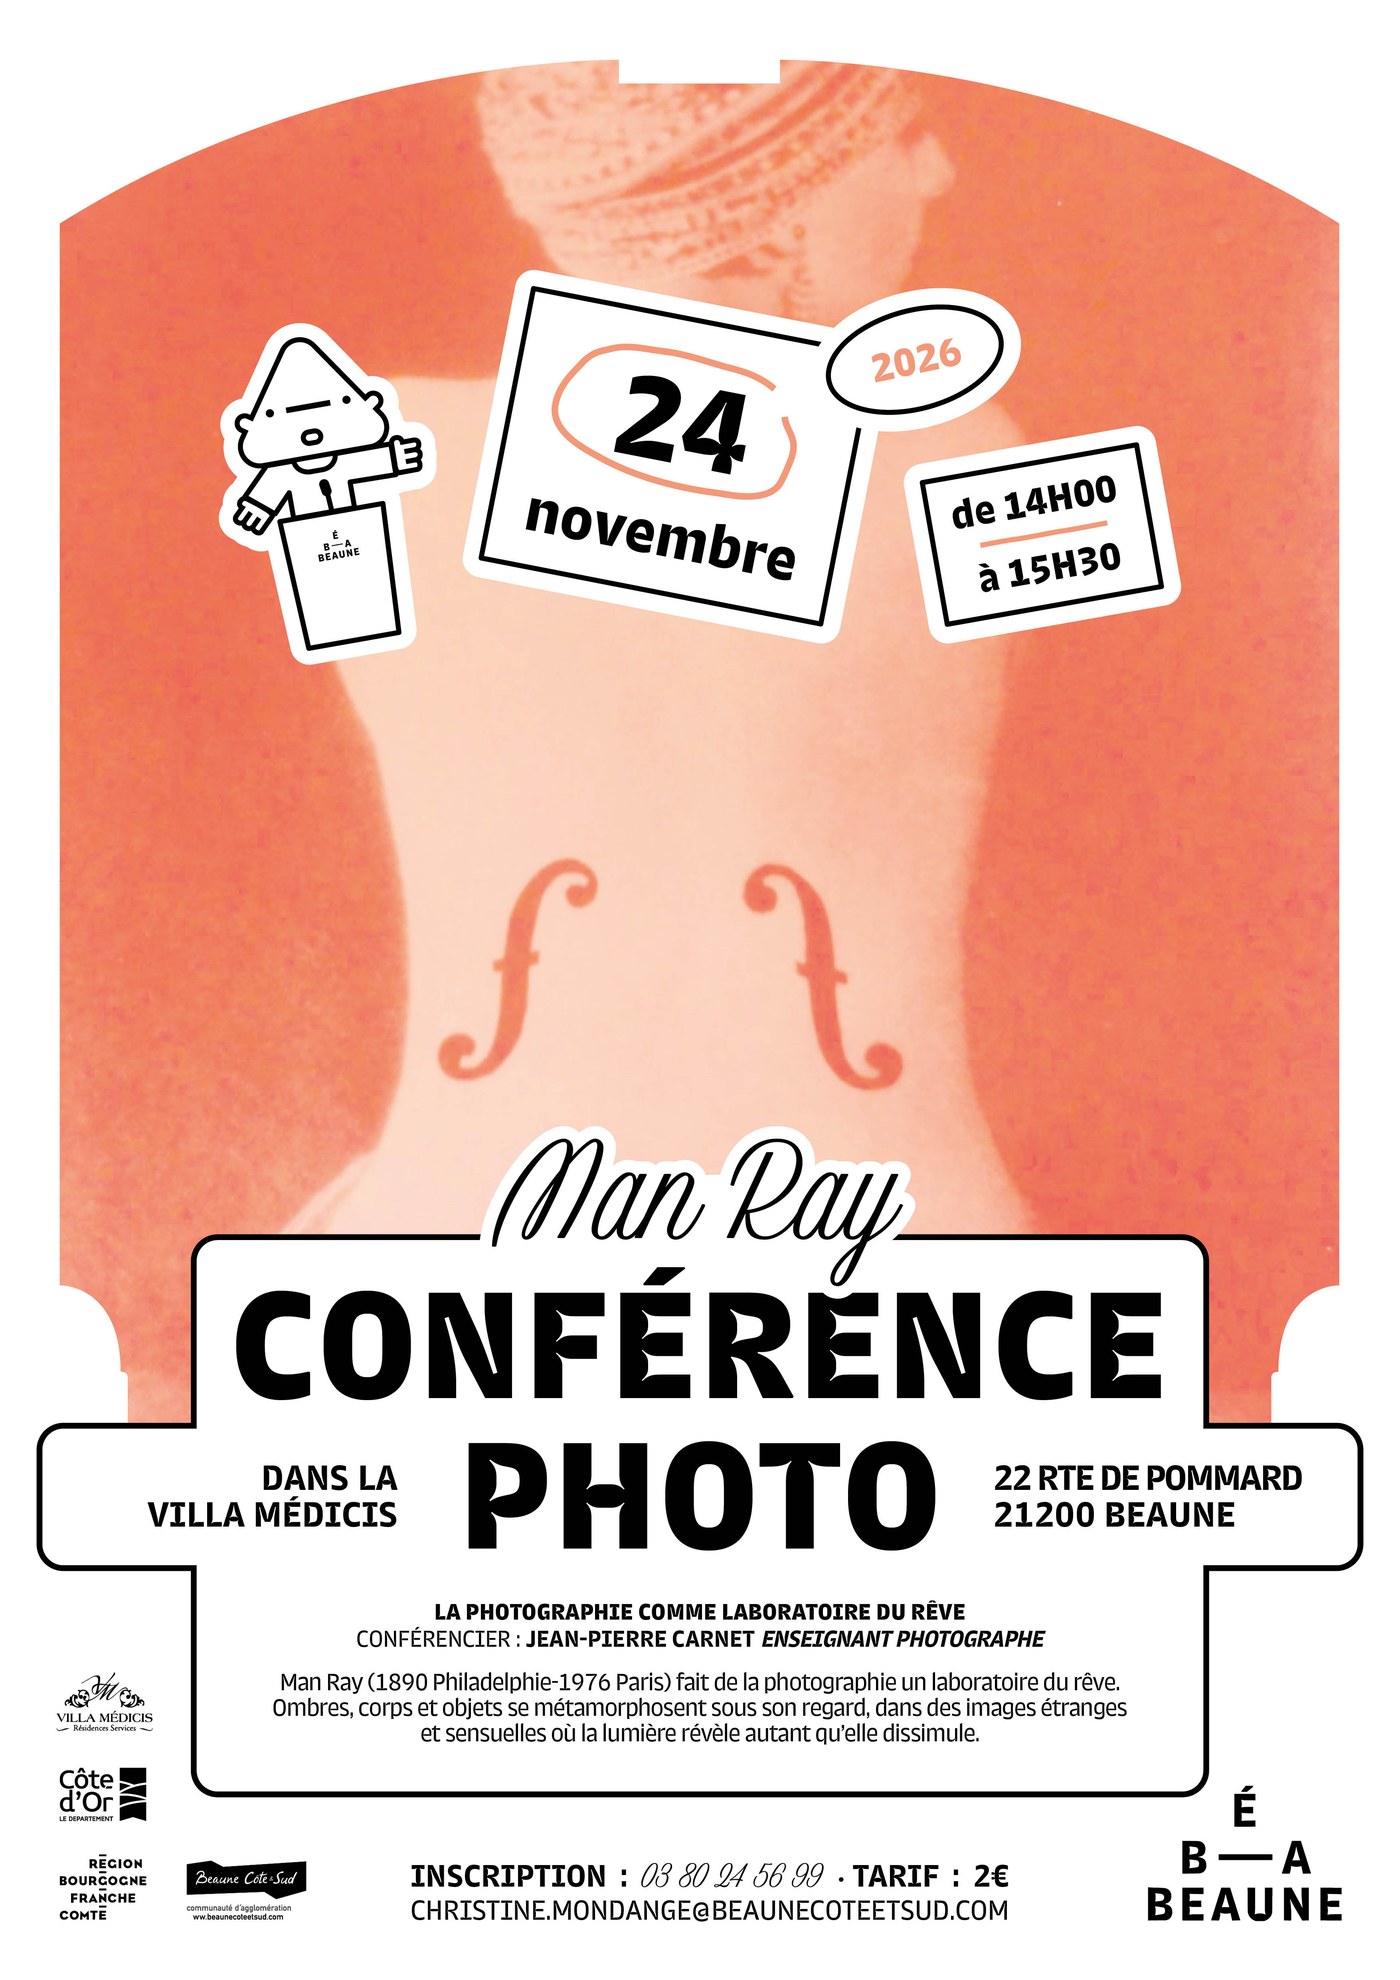 24
novembre
2026
de 14H00
à 15H30
É
B—A
BEAUNE
Man Ray
CONFÉRENCE
PHOTO
DANS LA
VILLA MÉDICIS
22 RTE DE POMMARD
21200 BEAUNE
LA PHOTOGRAPHIE COMME LABORATOIRE DU RÊVE
CONFÉRENCIER : JEAN-PIERRE CARNET ENSEIGNANT PHOTOGRAPHE
Man Ray (1890 Philadelphie-1976 Paris) fait de la photographie un laboratoire du rêve.
Ombres, corps et objets se métamorphosent sous son regard, dans des images étranges
et sensuelles où la lumière révèle autant qu'elle dissimule.
VM
VILLA MÉDICIS
Résidences Services
Côte
d'Or
LE DÉPARTEMENT
RÉGION
BOURGOGNE
FRANCHE
COMTÉ
Beaune Côte & Sud
communauté d'agglomération
www.beaunecoteetsud.com
INSCRIPTION : 03 80 24 56 99 · TARIF : 2€
CHRISTINE.MONDANGE@BEAUNECOTEETSUD.COM
É
B—A
BEAUNE